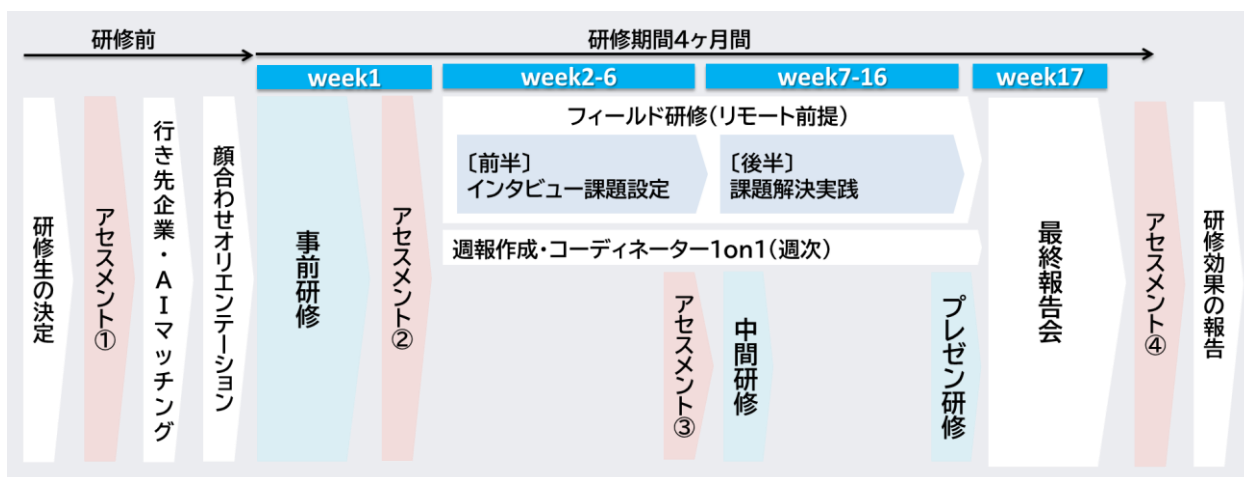 研修前
研修期間4ヶ月間
week1
week2-6
week7-16
week17
研修生の決定
アセスメント①
行き先企業・AIマッチング
顔合わせオリエンテーション
事前研修
アセスメント②
フィールド研修(リモート前提)
〔前半〕
インタビュー課題設定
〔後半〕
課題解決実践
週報作成・コーディネーター1on1(週次)
アセスメント③
中間研修
プレゼン研修
最終報告会
アセスメント④
研修効果の報告